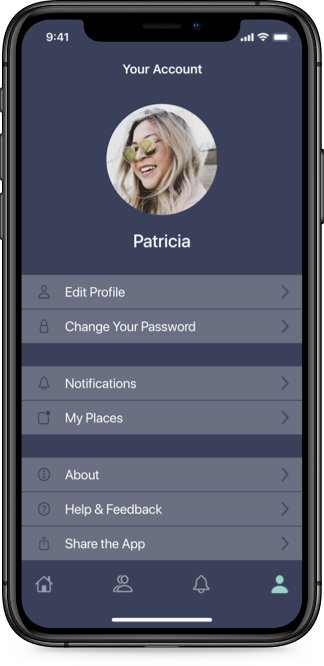 9:41
Your Account
Patricia
Edit Profile
Change Your Password
Notifications
My Places
About
Help & Feedback
Share the App